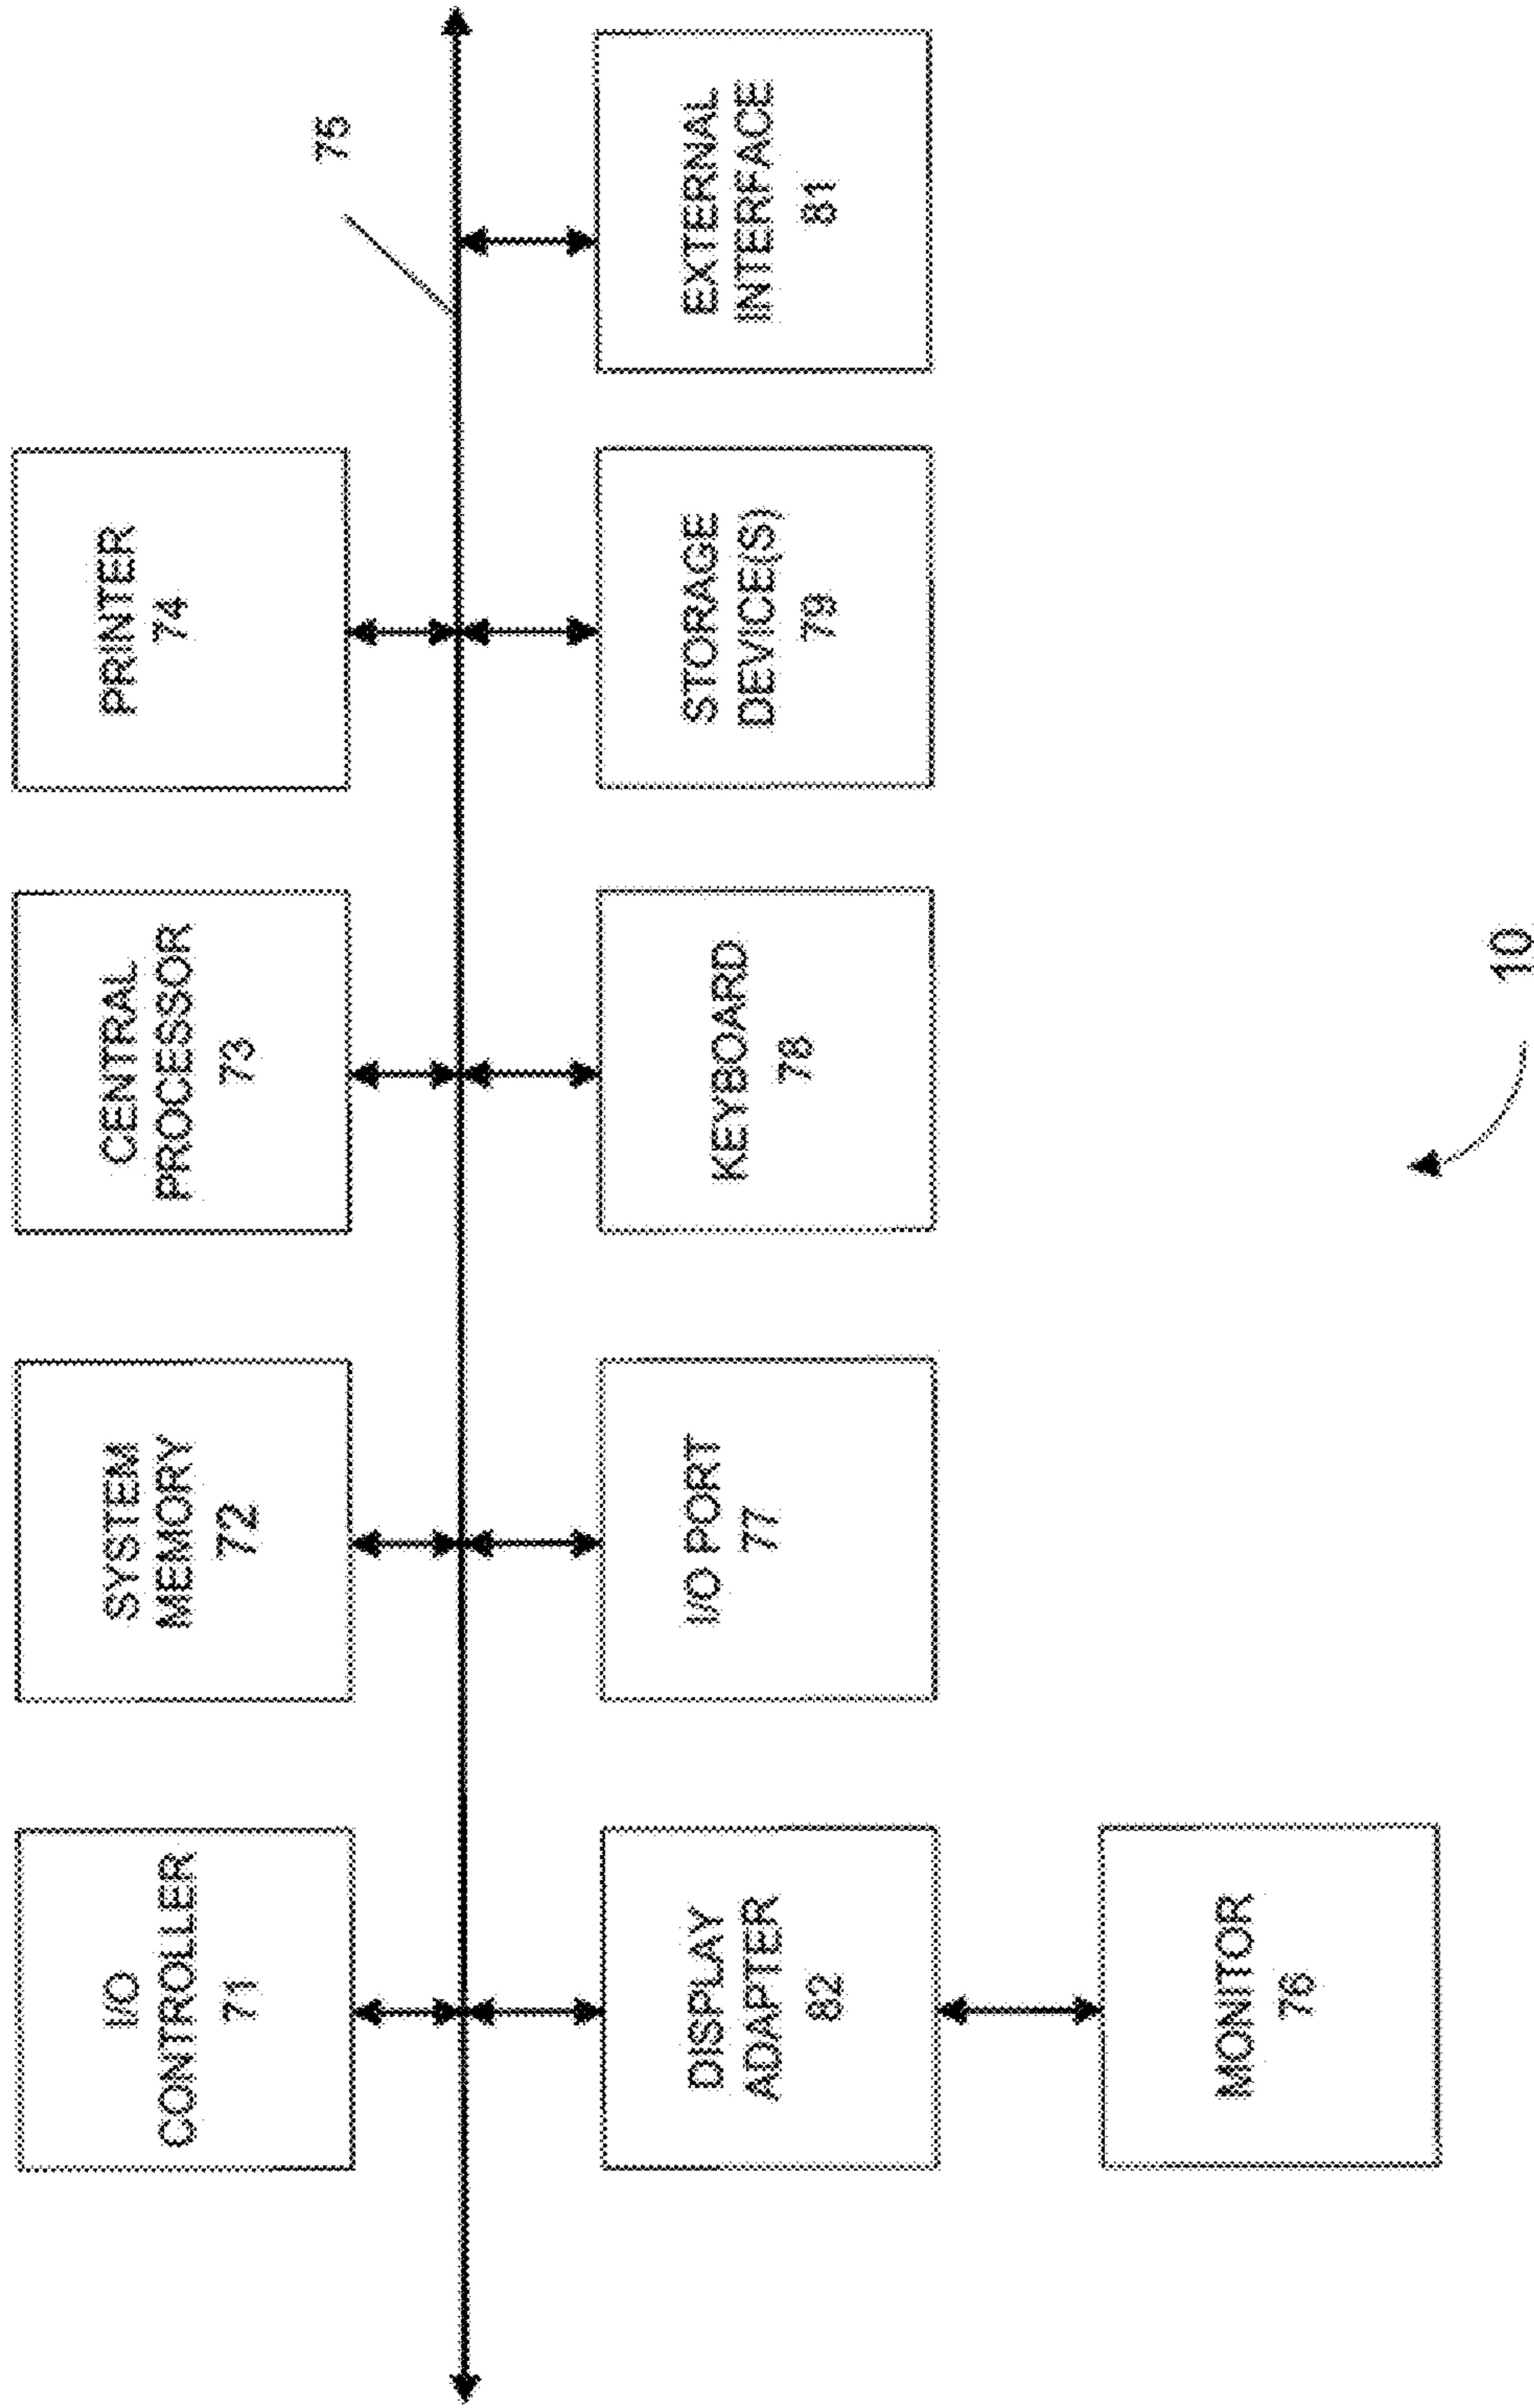 I/O
CONTROLLER
71
SYSTEM
MEMORY
72
CENTRAL
PROCESSOR
73
PRINTER
74
75
DISPLAY
ADAPTER
82
I/O PORT
77
KEYBOARD
78
STORAGE
DEVICE(S)
79
EXTERNAL
INTERFACE
81
MONITOR
76
10